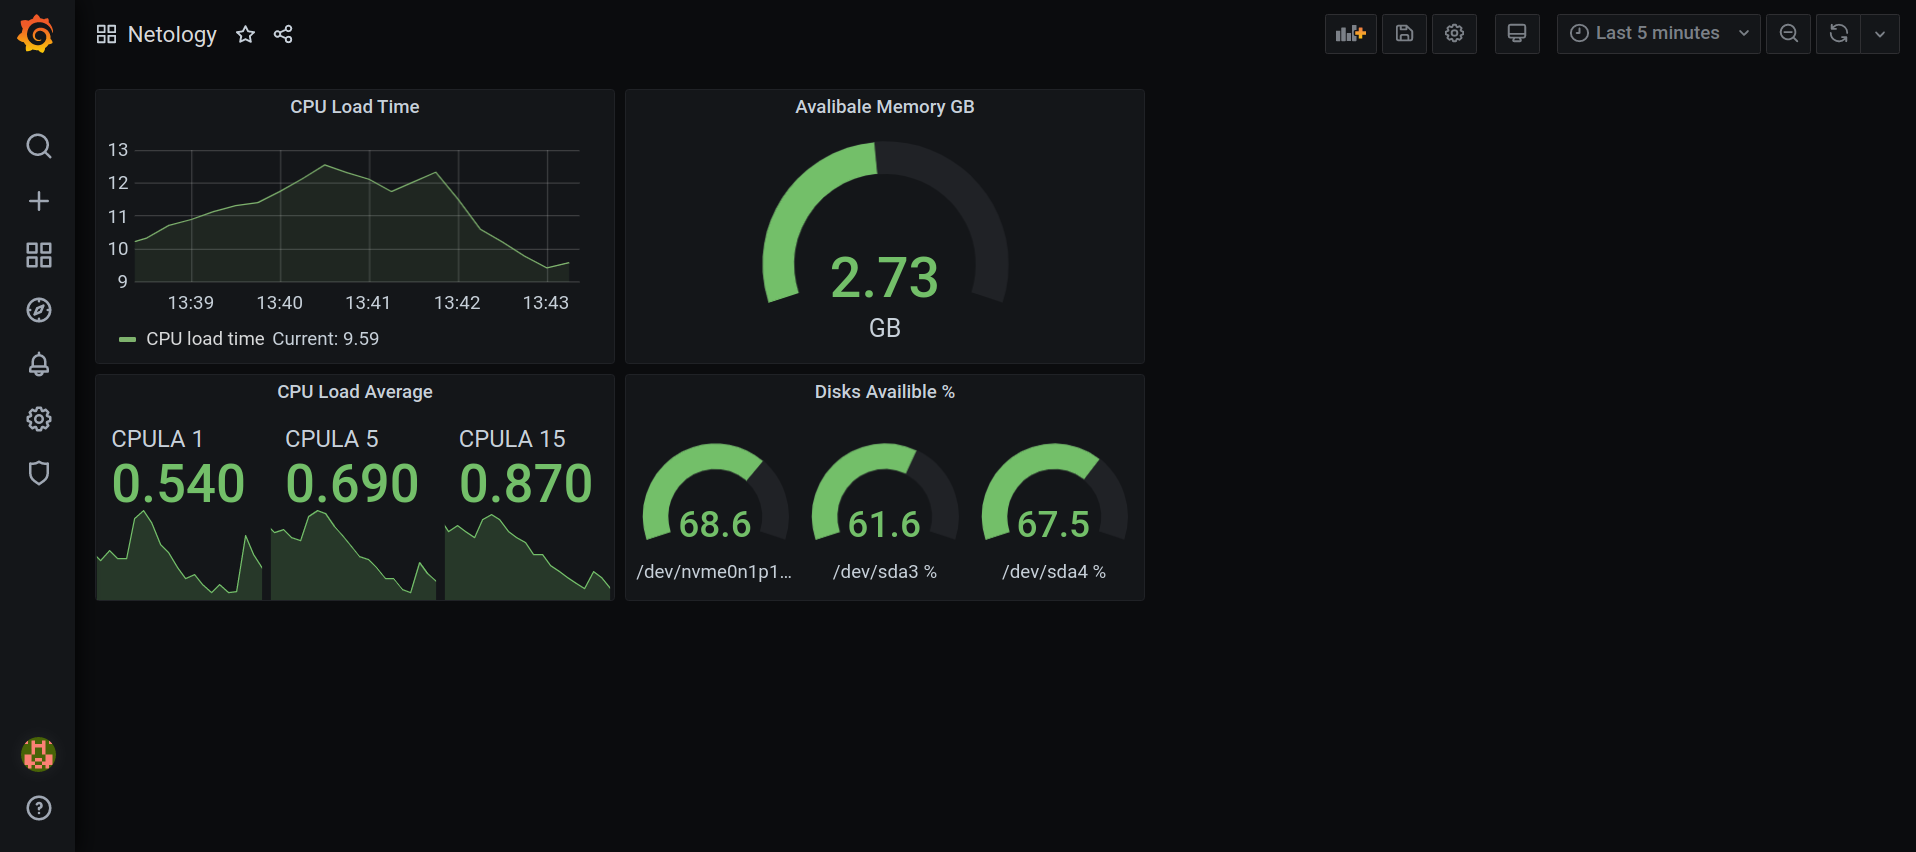 Netology
Last 5 minutes
CPU Load Time
13
12
11
10
9
13:39 13:40 13:41 13:42 13:43
CPU load time Current: 9.59
Avalibale Memory GB
2.73
GB
CPU Load Average
CPULA 1 CPULA 5 CPULA 15
0.540 0.690 0.870
Disks Availible %
68.6 61.6 67.5
/dev/nvme0n1p1... /dev/sda3 % /dev/sda4 %